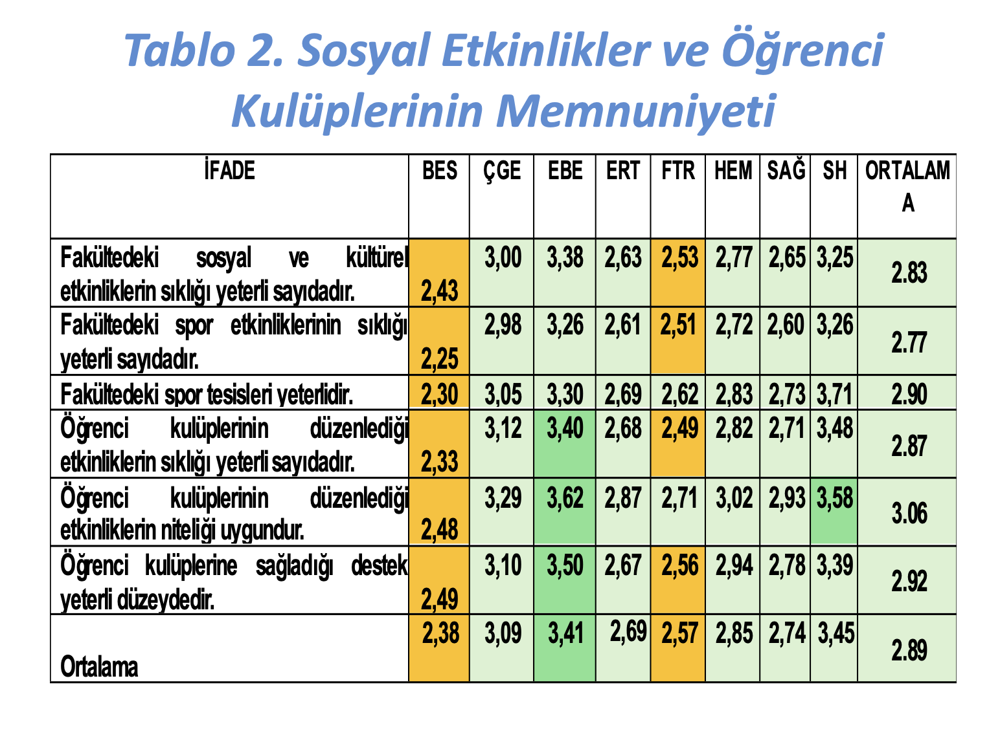 Tablo 2. Sosyal Etkinlikler ve Öğrenci
Kulüplerinin Memnuniyeti
İFADE BES ÇGE EBE ERT FTR HEM SAĞ SH ORTALAM
A
Fakültedeki sosyal ve kültürel 3,00 3,38 2,63 2,53 2,77 2,65 3,25 2.83
etkinliklerin sıklığı yeterli sayıdadır. 2,43
Fakültedeki spor etkinliklerinin sıklığı 2,98 3,26 2,61 2,51 2,72 2,60 3,26 2.77
yeterli sayıdadır. 2,25
Fakültedeki spor tesisleri yeterlidir. 2,30 3,05 3,30 2,69 2,62 2,83 2,73 3,71 2.90
Öğrenci kulüplerinin düzenlediği 3,12 3,40 2,68 2,49 2,82 2,71 3,48 2.87
etkinliklerin sıklığı yeterli sayıdadır. 2,33
Öğrenci kulüplerinin düzenlediği 3,29 3,62 2,87 2,71 3,02 2,93 3,58 3.06
etkinliklerin niteliği uygundur. 2,48
Öğrenci kulüplerine sağladığı destek 3,10 3,50 2,67 2,56 2,94 2,78 3,39 2.92
yeterli düzeydedir. 2,49
2,38 3,09 3,41 2,69 2,57 2,85 2,74 3,45 2.89
Ortalama